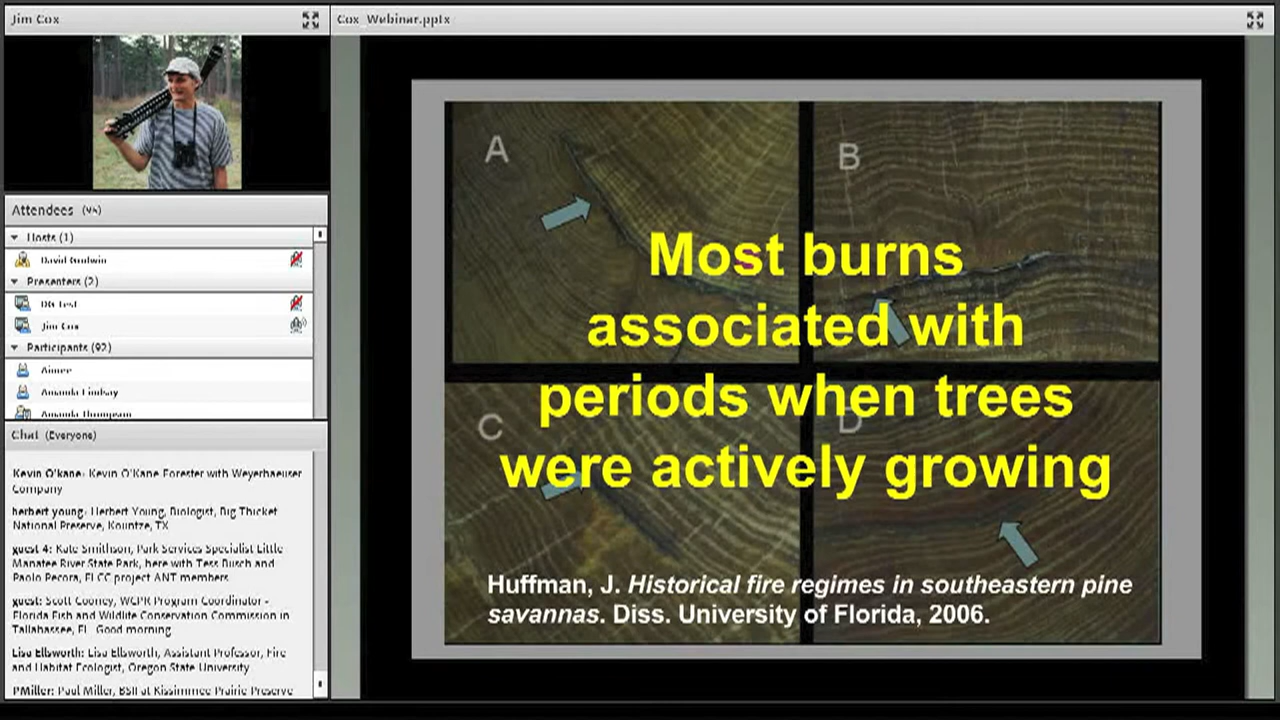 Jim Cox
Cox_Webinar.pptx
Attendees
Hosts (1)
David Godwin
Presenters (2)
DG Test
Jim Cox
Participants (92)
Aimee
Amanda Lindsay
Amanda Thompson
Chat (Everyone)
Kevin O'Kane: Kevin O'Kane Forester with Weyerhaeuser
Company
herbert young: Herbert Young, Biologist, Big Thicket
National Preserve, Kountze, TX
guest 4: Kate Smithson, Park Services Specialist Little
Manatee River State Park, here with Tess Busch and
Paolo Pecora, FLCC project ANT members
guest: Scott Cooney, WCPR Program Coordinator -
Florida Fish and Wildlife Conservation Commission in
Tallahassee, FL Good morning
Lisa Ellsworth: Lisa Ellsworth, Assistant Professor, Fire
and Habitat Ecologist, Oregon State University
PMiller: Paul Miller, BSII at Kissimmee Prairie Preserve
A
B
C
D
Most burns
associated with
periods when trees
were actively growing
Huffman, J. Historical fire regimes in southeastern pine
savannas. Diss. University of Florida, 2006.